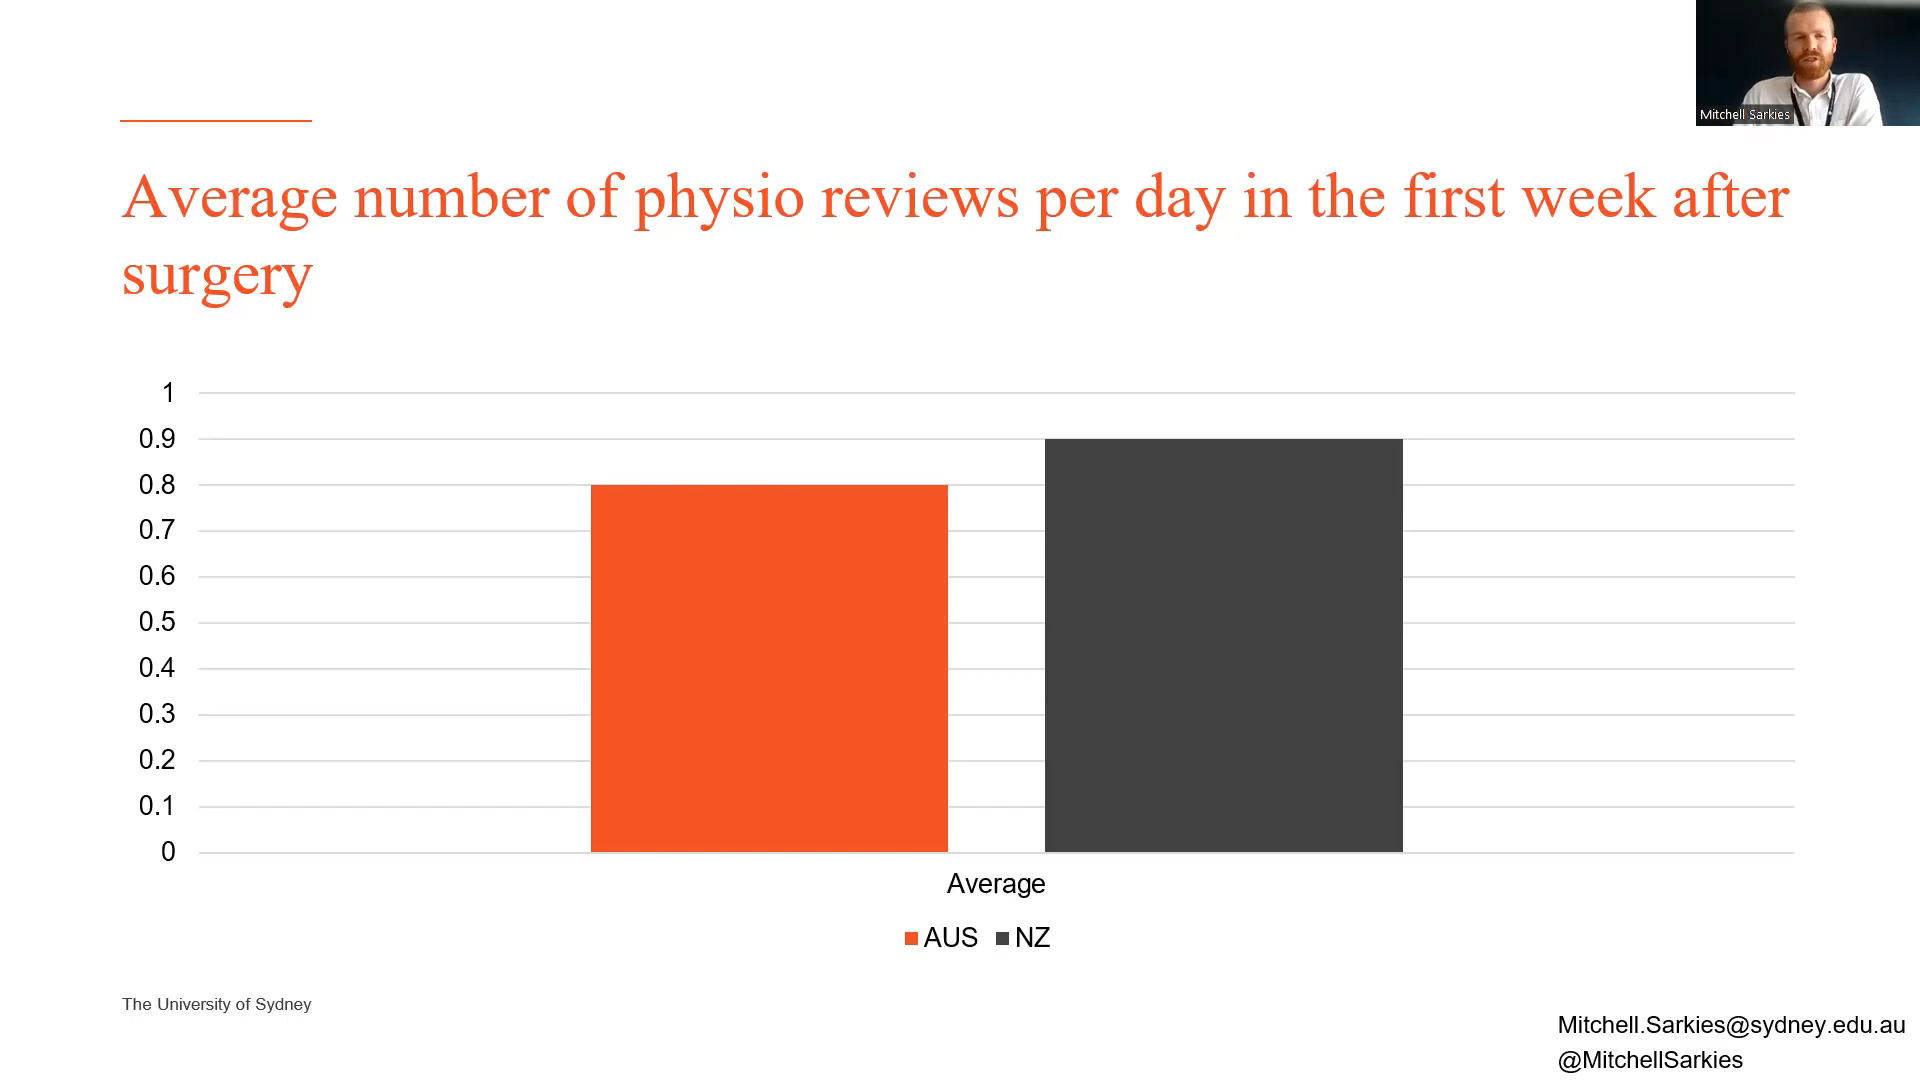 Mitchell Sarkies
Average number of physio reviews per day in the first week after
surgery
1
0.9
0.8
0.7
0.6
0.5
0.4
0.3
0.2
0.1
0
Average
AUS NZ
The University of Sydney
Mitchell.Sarkies@sydney.edu.au
@MitchellSarkies